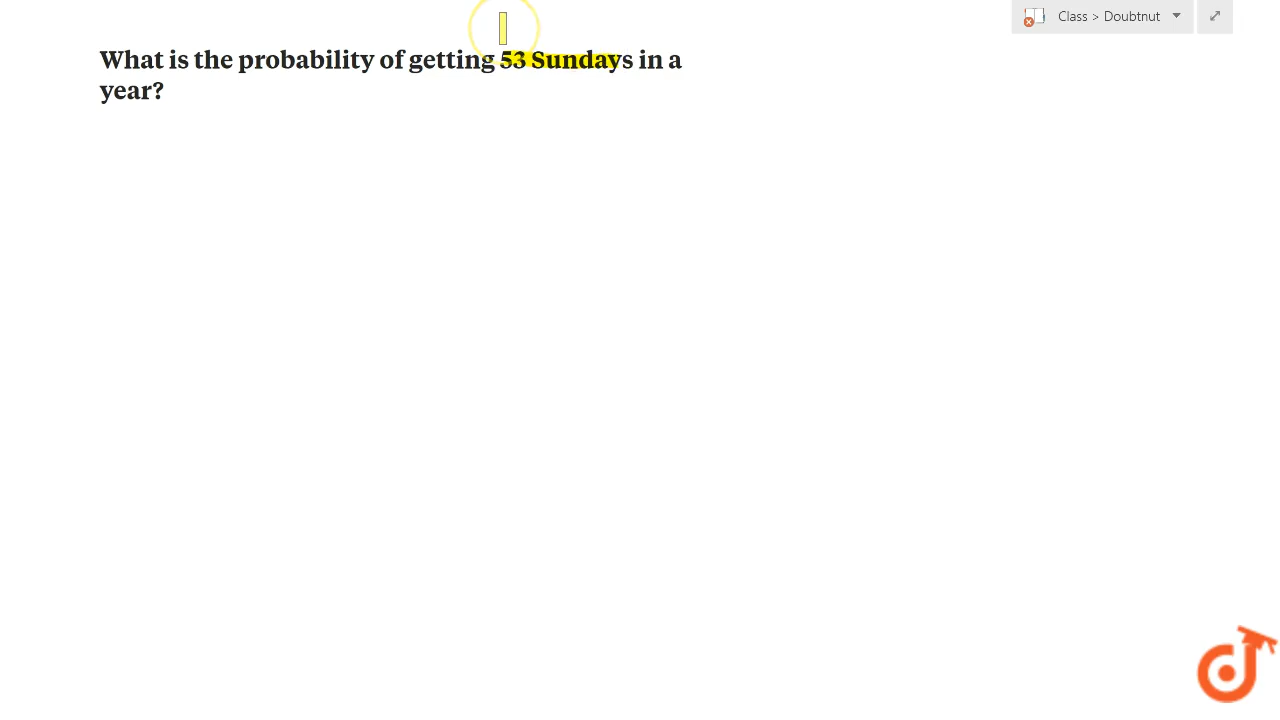 Class > Doubtnut
What is the probability of getting 53 Sundays in a
year?